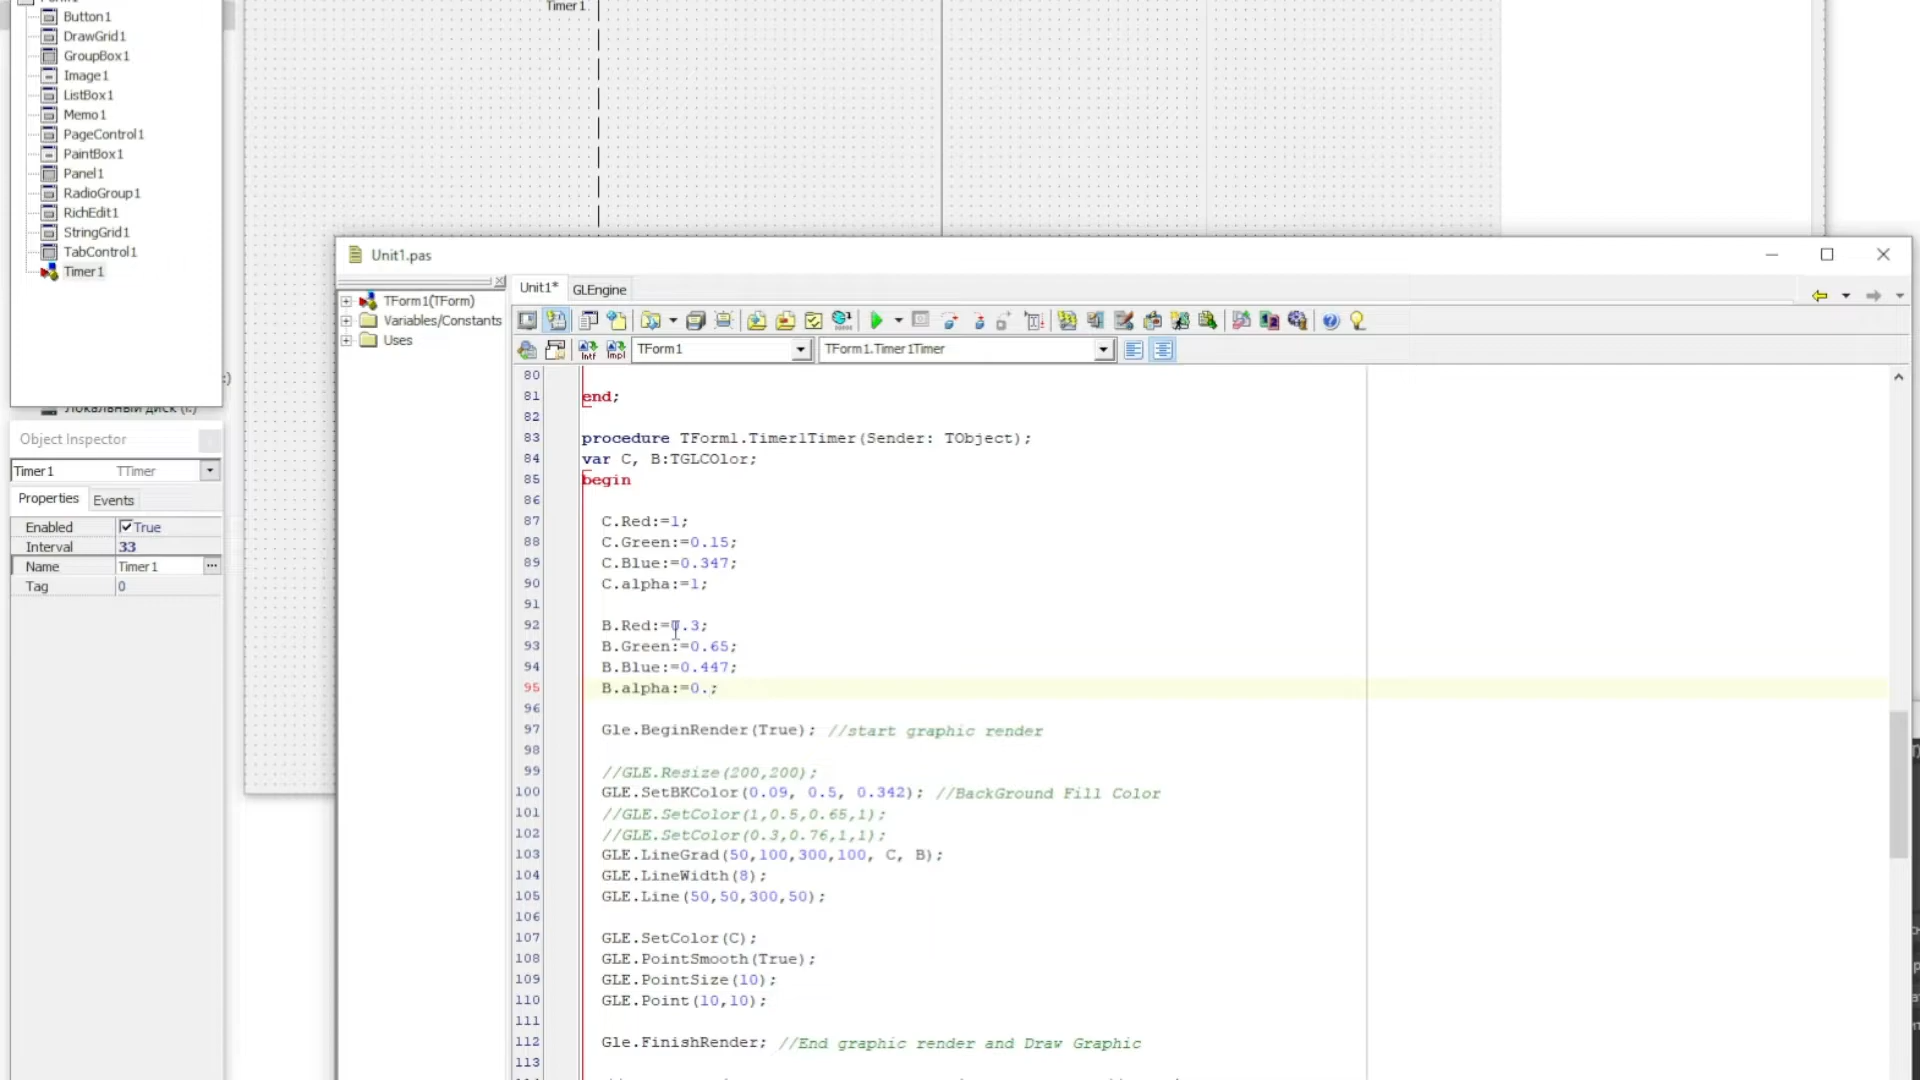 Timer1
Button1
DrawGrid1
GroupBox1
Image1
ListBox1
Memo1
PageControl1
PaintBox1
Panel1
RadioGroup1
RichEdit1
StringGrid1
TabControl1
Timer1
Object Inspector
Timer1 TTimer
Properties Events
Enabled True
Interval 33
Name Timer1 ...
Tag 0
Unit1.pas
TForm1(TForm)
Variables/Constants
Uses
Unit1* GLEngine
Intf Impl TForm1 TForm1.Timer1Timer
80
81 end;
82
83 procedure TForm1.Timer1Timer(Sender: TObject);
84 var C, B:TGLCOlor;
85 begin
86
87 C.Red:=1;
88 C.Green:=0.15;
89 C.Blue:=0.347;
90 C.alpha:=1;
91
92 B.Red:=0.3;
93 B.Green:=0.65;
94 B.Blue:=0.447;
95 B.alpha:=0.;
96
97 Gle.BeginRender(True); //start graphic render
98
99 //GLE.Resize(200,200);
100 GLE.SetBKColor(0.09, 0.5, 0.342); //BackGround Fill Color
101 //GLE.SetColor(1,0.5,0.65,1);
102 //GLE.SetColor(0.3,0.76,1,1);
103 GLE.LineGrad(50,100,300,100, C, B);
104 GLE.LineWidth(8);
105 GLE.Line(50,50,300,50);
106
107 GLE.SetColor(C);
108 GLE.PointSmooth(True);
109 GLE.PointSize(10);
110 GLE.Point(10,10);
111
112 Gle.FinishRender; //End graphic render and Draw Graphic
113